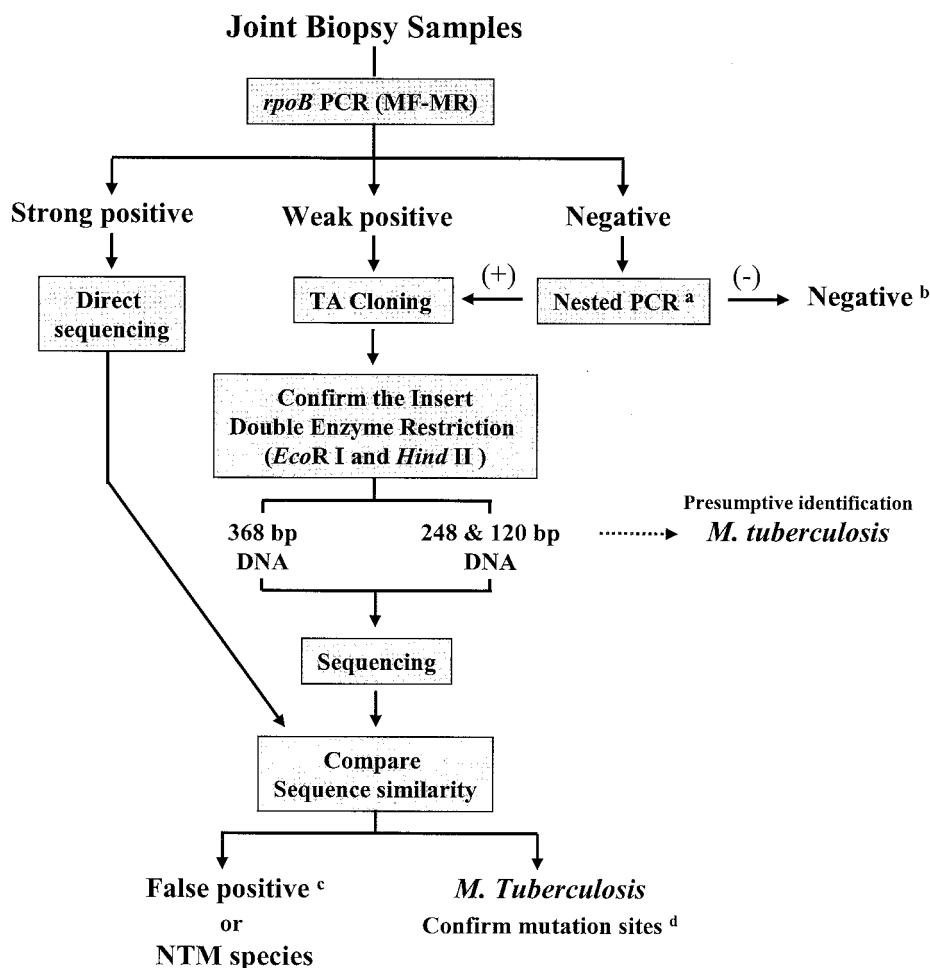 Joint Biopsy Samples
rpoB PCR (MF-MR)
Strong positive
Weak positive
Negative
Direct
sequencing
TA Cloning
(+)
Nested PCR a
(-)
Negative b
Confirm the Insert
Double Enzyme Restriction
(EcoR I and Hind II )
368 bp
DNA
248 & 120 bp
DNA
Presumptive identification
M. tuberculosis
Sequencing
Compare
Sequence similarity
False positive c
or
NTM species
M. Tuberculosis
Confirm mutation sites d